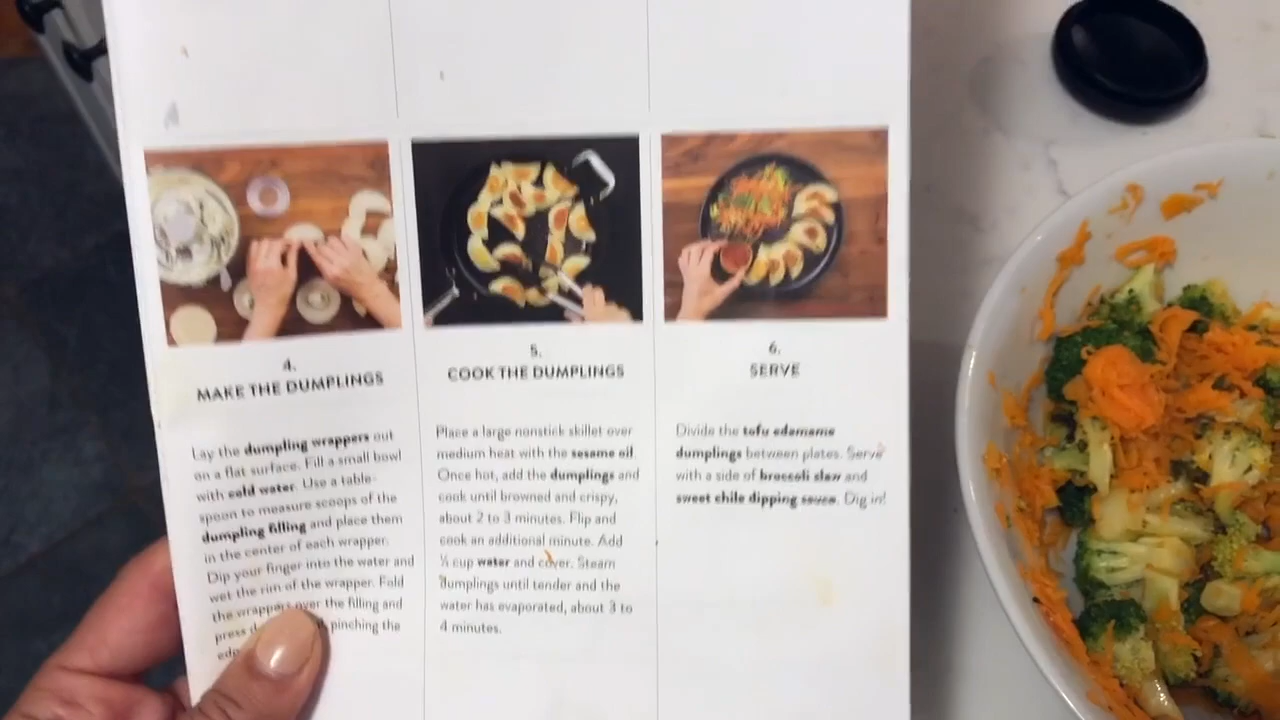 4.
MAKE THE DUMPLINGS
Lay the dumpling wrappers out
on a flat surface. Fill a small bowl
with cold water. Use a table-
spoon to measure scoops of the
dumpling filling and place them
in the center of each wrapper.
Dip your finger into the water and
wet the rim of the wrapper. Fold
the wrappers over the filling and
press pinching the
5.
COOK THE DUMPLINGS
Place a large nonstick skillet over
medium heat with the sesame oil.
Once hot, add the dumplings and
cook until browned and crispy,
about 2 to 3 minutes. Flip and
cook an additional minute. Add
cup water and cover. Steam
dumplings until tender and the
water has evaporated, about 3 to
4 minutes.
6.
SERVE
Divide the tofu edamame
dumplings between plates. Serve
with a side of broccoli slaw and
sweet chile dipping sauce. Dig in!